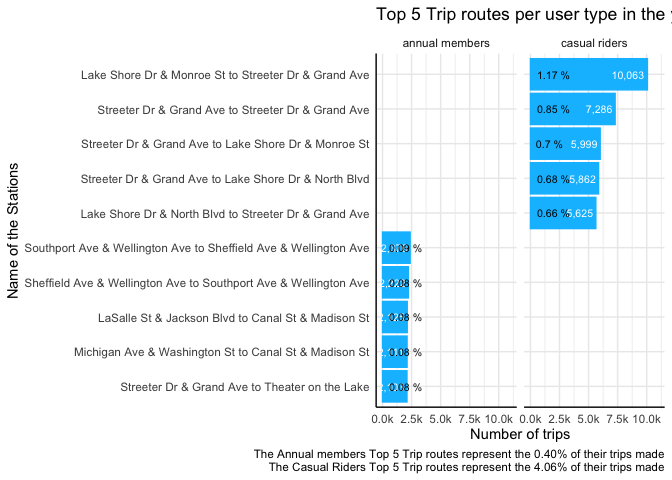 Top 5 Trip routes per user type in the
annual members
casual riders
Name of the Stations
Lake Shore Dr & Monroe St to Streeter Dr & Grand Ave
1.17 %
10,063
Streeter Dr & Grand Ave to Streeter Dr & Grand Ave
0.85 %
7,286
Streeter Dr & Grand Ave to Lake Shore Dr & Monroe St
0.7 %
5,999
Streeter Dr & Grand Ave to Lake Shore Dr & North Blvd
0.68 %
5,862
Lake Shore Dr & North Blvd to Streeter Dr & Grand Ave
0.66 %
5,625
Southport Ave & Wellington Ave to Sheffield Ave & Wellington Ave
0.09 %
Sheffield Ave & Wellington Ave to Southport Ave & Wellington Ave
0.08 %
LaSalle St & Jackson Blvd to Canal St & Madison St
0.08 %
Michigan Ave & Washington St to Canal St & Madison St
0.08 %
Streeter Dr & Grand Ave to Theater on the Lake
0.08 %
0.0k 2.5k 5.0k 7.5k 10.0k
0.0k 2.5k 5.0k 7.5k 10.0k
Number of trips
The Annual members Top 5 Trip routes represent the 0.40% of their trips made
The Casual Riders Top 5 Trip routes represent the 4.06% of their trips made